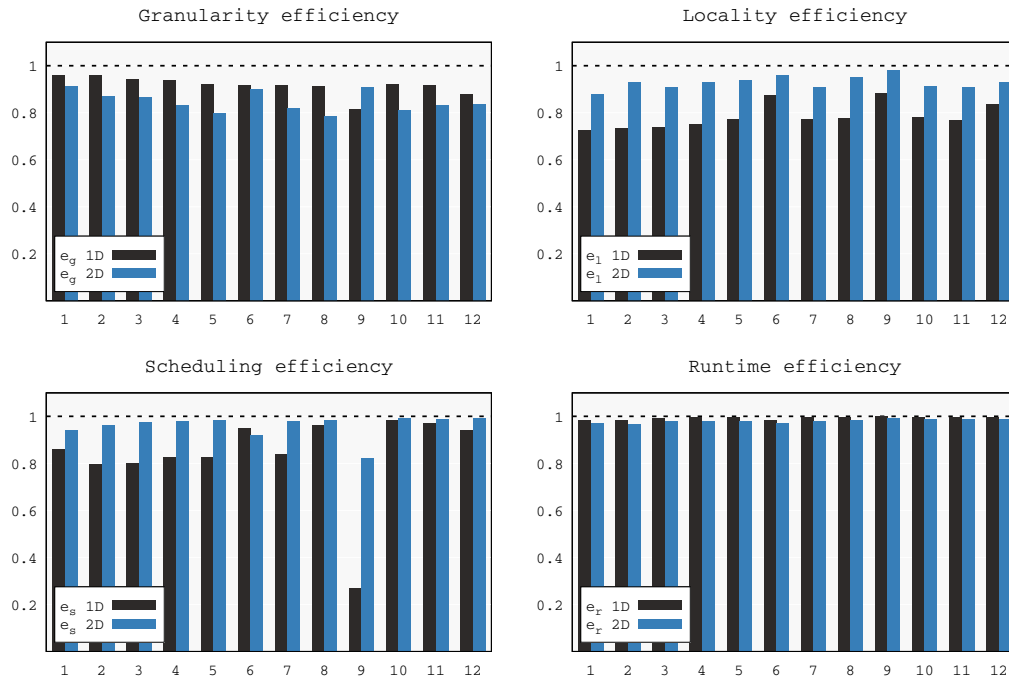 Granularity efficiency
1
0.8
0.6
0.4
0.2
e_g 1D
e_g 2D
1 2 3 4 5 6 7 8 9 10 11 12
Locality efficiency
1
0.8
0.6
0.4
0.2
e_l 1D
e_l 2D
1 2 3 4 5 6 7 8 9 10 11 12
Scheduling efficiency
1
0.8
0.6
0.4
0.2
e_s 1D
e_s 2D
1 2 3 4 5 6 7 8 9 10 11 12
Runtime efficiency
1
0.8
0.6
0.4
0.2
e_r 1D
e_r 2D
1 2 3 4 5 6 7 8 9 10 11 12